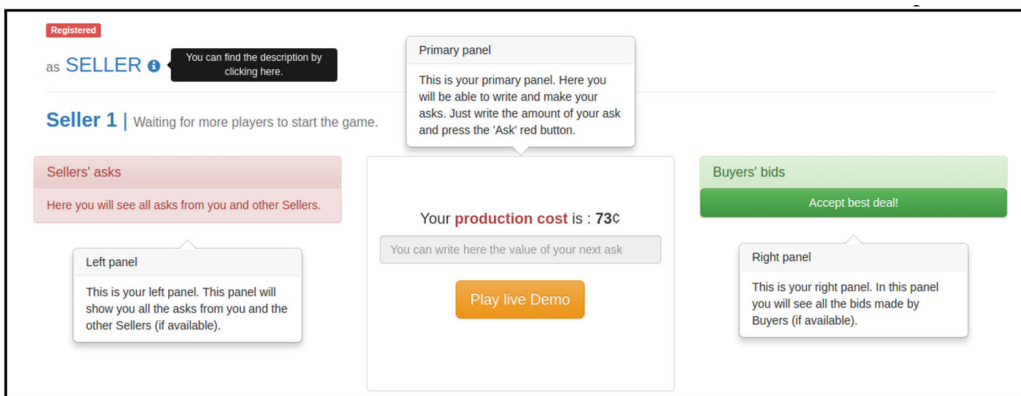 Registered
as SELLER
You can find the description by
clicking here.
Seller 1 | Waiting for more players to start the game.
Primary panel
This is your primary panel. Here you
will be able to write and make your
asks. Just write the amount of your ask
and press the 'Ask' red button.
Sellers' asks
Here you will see all asks from you and other Sellers.
Left panel
This is your left panel. This panel will
show you all the asks from you and the
other Sellers (if available).
Your production cost is : 73¢
You can write here the value of your next ask
Play live Demo
Buyers' bids
Accept best deal!
Right panel
This is your right panel. In this panel
you will see all the bids made by
Buyers (if available).